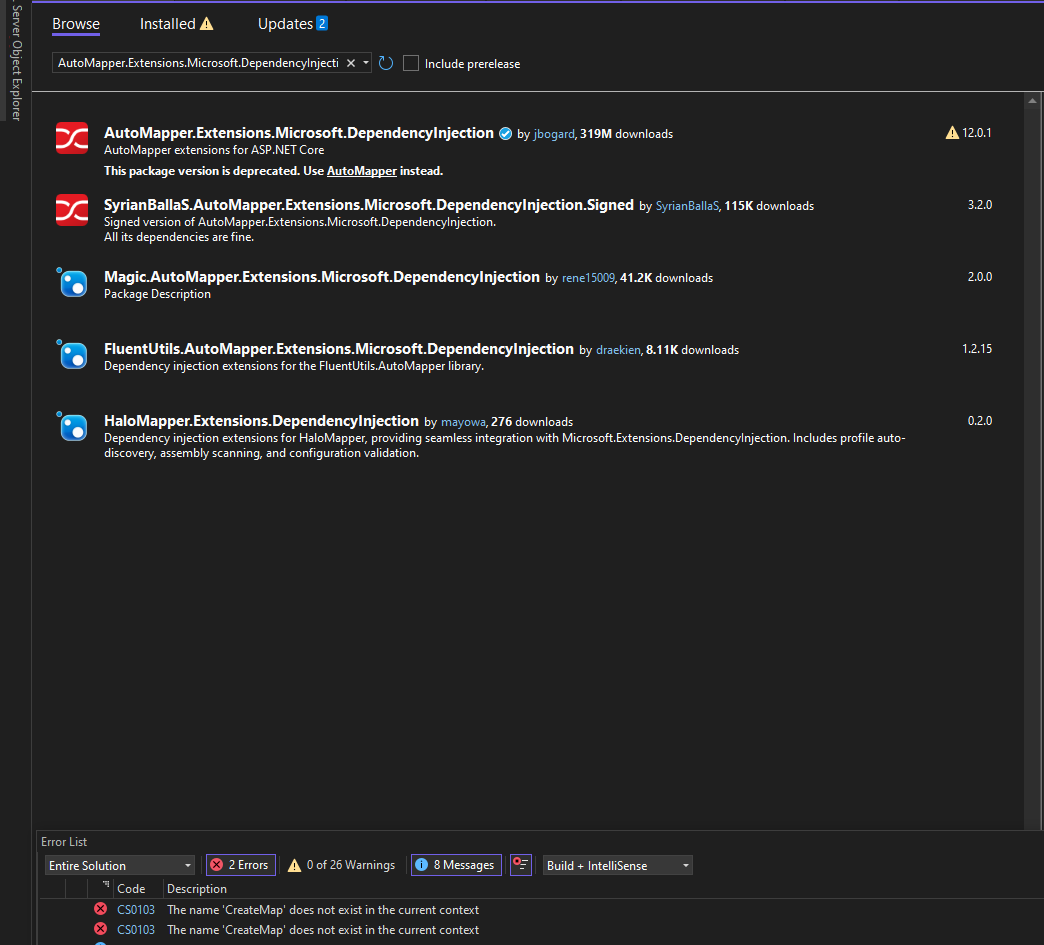 Server Object Explorer
Browse Installed Updates 2
AutoMapper.Extensions.Microsoft.DependencyInjecti Include prerelease
AutoMapper.Extensions.Microsoft.DependencyInjection by jbogard, 319M downloads 12.0.1
AutoMapper extensions for ASP.NET Core
This package version is deprecated. Use AutoMapper instead.
SyrianBallaS.AutoMapper.Extensions.Microsoft.DependencyInjection.Signed by SyrianBallaS, 115K downloads 3.2.0
Signed version of AutoMapper.Extensions.Microsoft.DependencyInjection.
All its dependencies are fine.
Magic.AutoMapper.Extensions.Microsoft.DependencyInjection by rene15009, 41.2K downloads 2.0.0
Package Description
FluentUtils.AutoMapper.Extensions.Microsoft.DependencyInjection by draekien, 8.11K downloads 1.2.15
Dependency injection extensions for the FluentUtils.AutoMapper library.
HaloMapper.Extensions.DependencyInjection by mayowa, 276 downloads 0.2.0
Dependency injection extensions for HaloMapper, providing seamless integration with Microsoft.Extensions.DependencyInjection. Includes profile auto-
discovery, assembly scanning, and configuration validation.
Error List
Entire Solution 2 Errors 0 of 26 Warnings 8 Messages Build + IntelliSense
Code Description
CS0103 The name 'CreateMap' does not exist in the current context
CS0103 The name 'CreateMap' does not exist in the current context